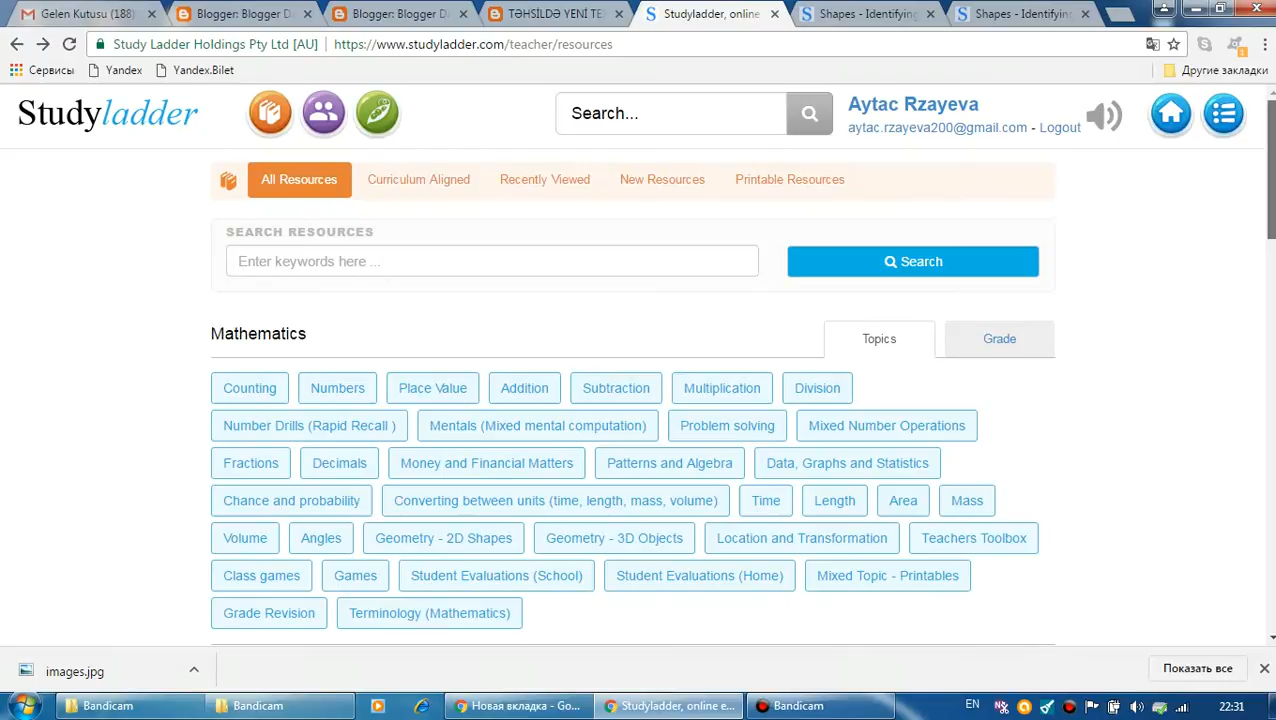 Gelen Kutusu (188)
Blogger: Blogger D
Blogger: Blogger D
TƏHSİLDƏ YENİ TE
Studyladder, online
Shapes - Identifying
Shapes - Identifying
Study Ladder Holdings Pty Ltd [AU]
https://www.studyladder.com/teacher/resources
Сервисы
Yandex
Yandex.Bilet
Другие закладки
Studyladder
Search...
Aytac Rzayeva
aytac.rzayeva200@gmail.com - Logout
All Resources
Curriculum Aligned
Recently Viewed
New Resources
Printable Resources
SEARCH RESOURCES
Enter keywords here ...
Search
Mathematics
Topics
Grade
Counting
Numbers
Place Value
Addition
Subtraction
Multiplication
Division
Number Drills (Rapid Recall )
Mentals (Mixed mental computation)
Problem solving
Mixed Number Operations
Fractions
Decimals
Money and Financial Matters
Patterns and Algebra
Data, Graphs and Statistics
Chance and probability
Converting between units (time, length, mass, volume)
Time
Length
Area
Mass
Volume
Angles
Geometry - 2D Shapes
Geometry - 3D Objects
Location and Transformation
Teachers Toolbox
Class games
Games
Student Evaluations (School)
Student Evaluations (Home)
Mixed Topic - Printables
Grade Revision
Terminology (Mathematics)
images.jpg
Показать все
Bandicam
Bandicam
Новая вкладка - Go...
Studyladder, online e...
Bandicam
EN
22:31